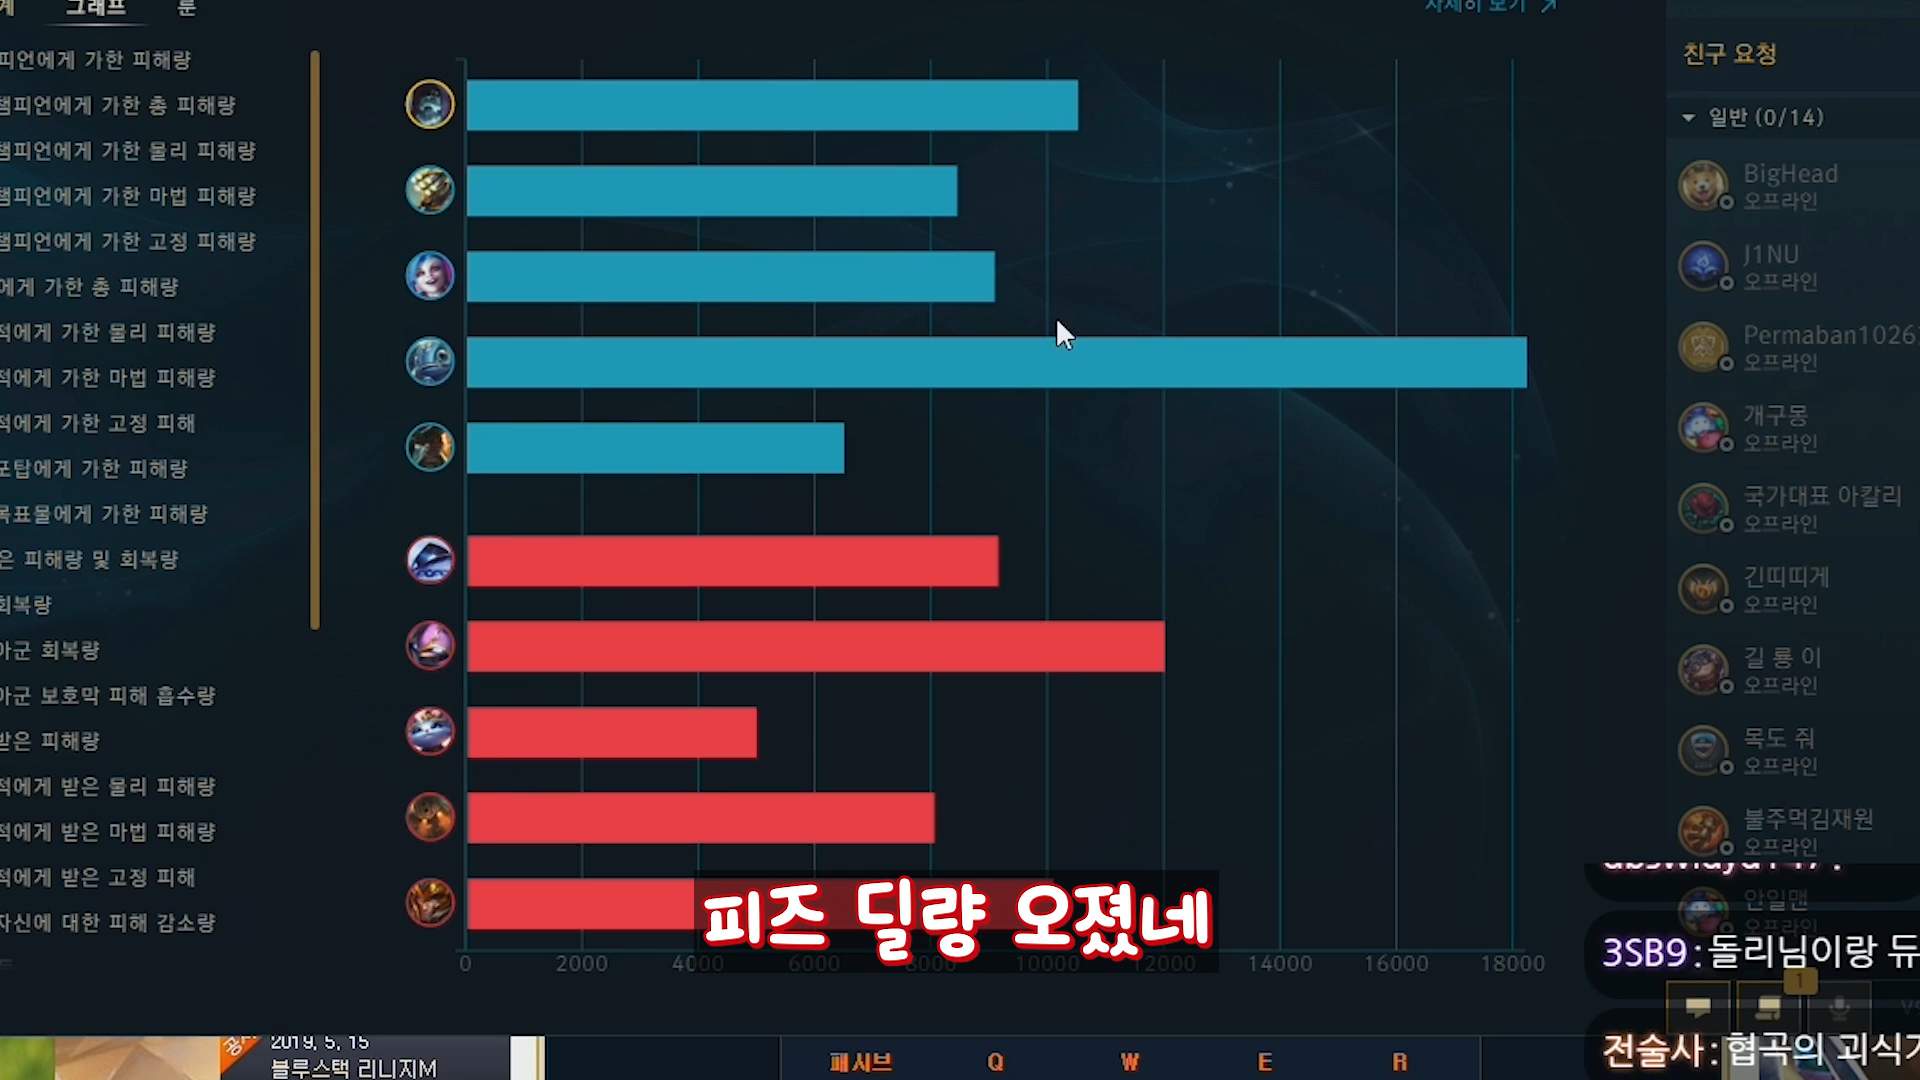 그래프
룬
자세히 보기
피언에게 가한 피해량
챔피언에게 가한 총 피해량
챔피언에게 가한 물리 피해량
챔피언에게 가한 마법 피해량
챔피언에게 가한 고정 피해량
에게 가한 총 피해량
적에게 가한 물리 피해량
적에게 가한 마법 피해량
적에게 가한 고정 피해
포탑에게 가한 피해량
목표물에게 가한 피해량
은 피해량 및 회복량
회복량
아군 회복량
아군 보호막 피해 흡수량
받은 피해량
적에게 받은 물리 피해량
적에게 받은 마법 피해량
적에게 받은 고정 피해
자신에 대한 피해 감소량
0 2000 4000 6000 8000 10000 12000 14000 16000 18000
피즈 딜량 오졌네
친구 요청
일반 (0/14)
BigHead
오프라인
J1NU
오프라인
Permaban1026
오프라인
개구몽
오프라인
국가대표 아칼리
오프라인
긴띠띠게
오프라인
길 룡 이
오프라인
목도 줘
오프라인
불주먹김재원
오프라인
안일맨
오프라인
3SB9 : 돌리님이랑 듀
1
전술사 : 협곡의 괴식
2019. 5. 15
블루스택 리니지M
패시브 Q W E R